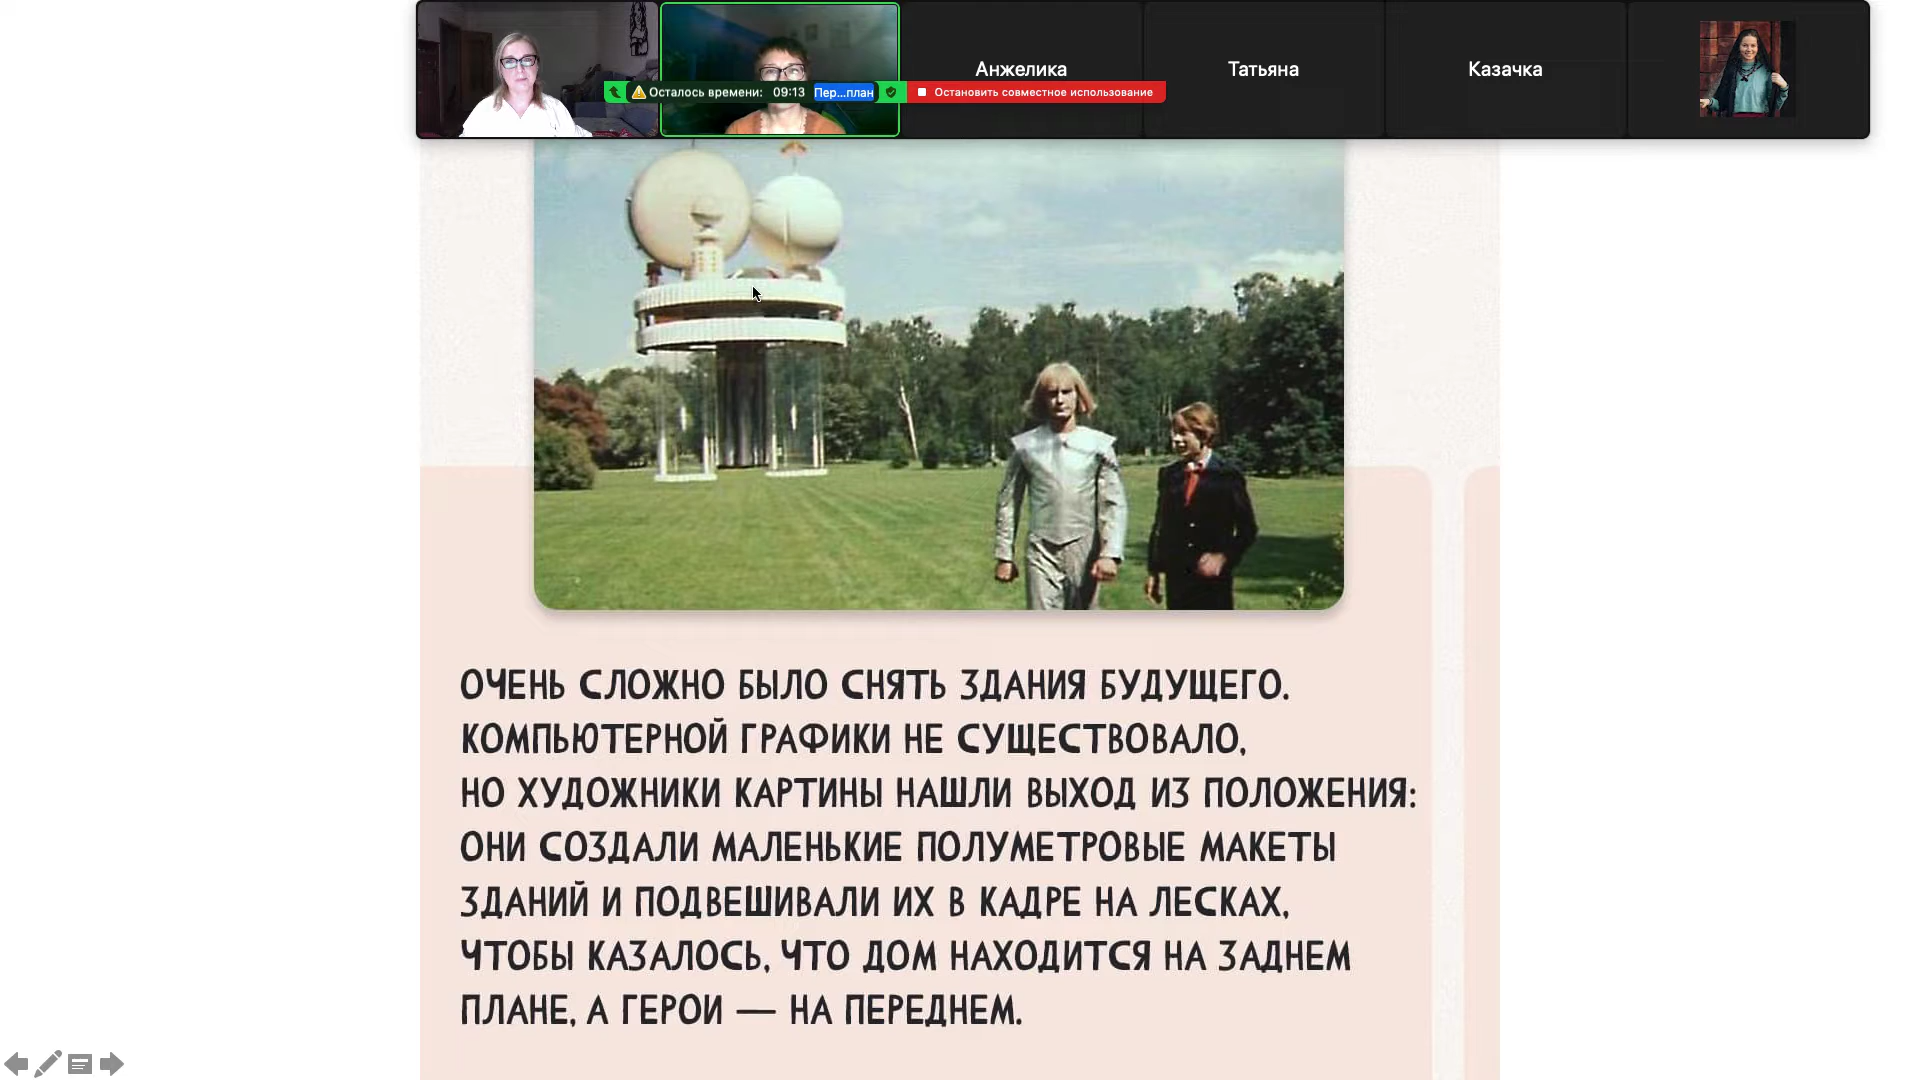 Анжелика
Татьяна
Казачка
Осталось времени: 09:13 Пер...план
Остановить совместное использование
ОЧЕНЬ СЛОЖНО БЫЛО СНЯТЬ ЗДАНИЯ БУДУЩЕГО.
КОМПЬЮТЕРНОЙ ГРАФИКИ НЕ СУЩЕСТВОВАЛО,
НО ХУДОЖНИКИ КАРТИНЫ НАШЛИ ВЫХОД ИЗ ПОЛОЖЕНИЯ:
ОНИ СОЗДАЛИ МАЛЕНЬКИЕ ПОЛУМЕТРОВЫЕ МАКЕТЫ
ЗДАНИЙ И ПОДВЕШИВАЛИ ИХ В КАДРЕ НА ЛЕСКАХ,
ЧТОБЫ КАЗАЛОСЬ, ЧТО ДОМ НАХОДИТСЯ НА ЗАДНЕМ
ПЛАНЕ, А ГЕРОИ — НА ПЕРЕДНЕМ.